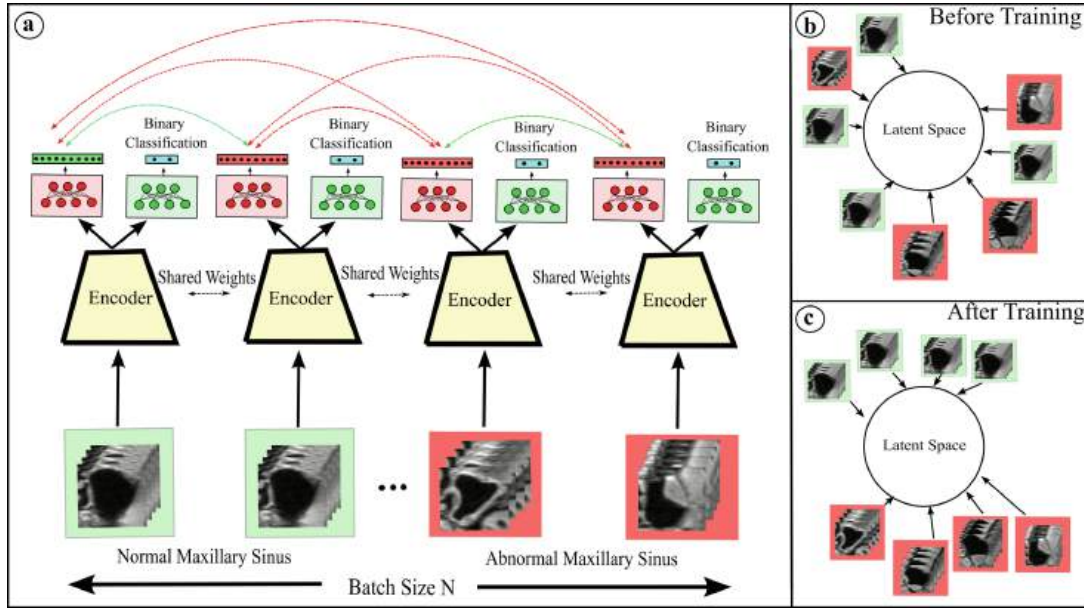 a
Binary
Classification
Binary
Classification
Binary
Classification
Binary
Classification
Shared Weights
Shared Weights
Shared Weights
Encoder
Encoder
Encoder
Encoder
Normal Maxillary Sinus
Abnormal Maxillary Sinus
Batch Size N
b
Before Training
Latent Space
c
After Training
Latent Space